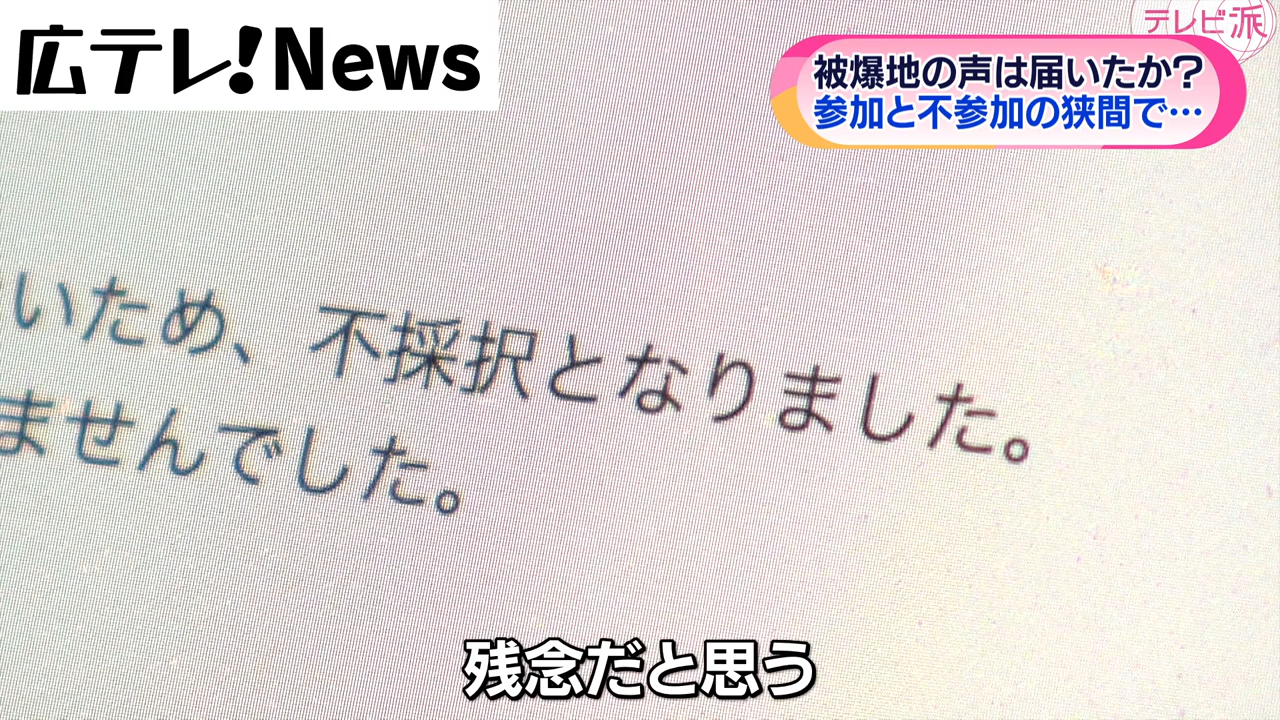 広テレ!News
テレビ派
被爆地の声は届いたか?
参加と不参加の狭間で…
いため、不採択となりました。
ませんでした。
残念だと思う